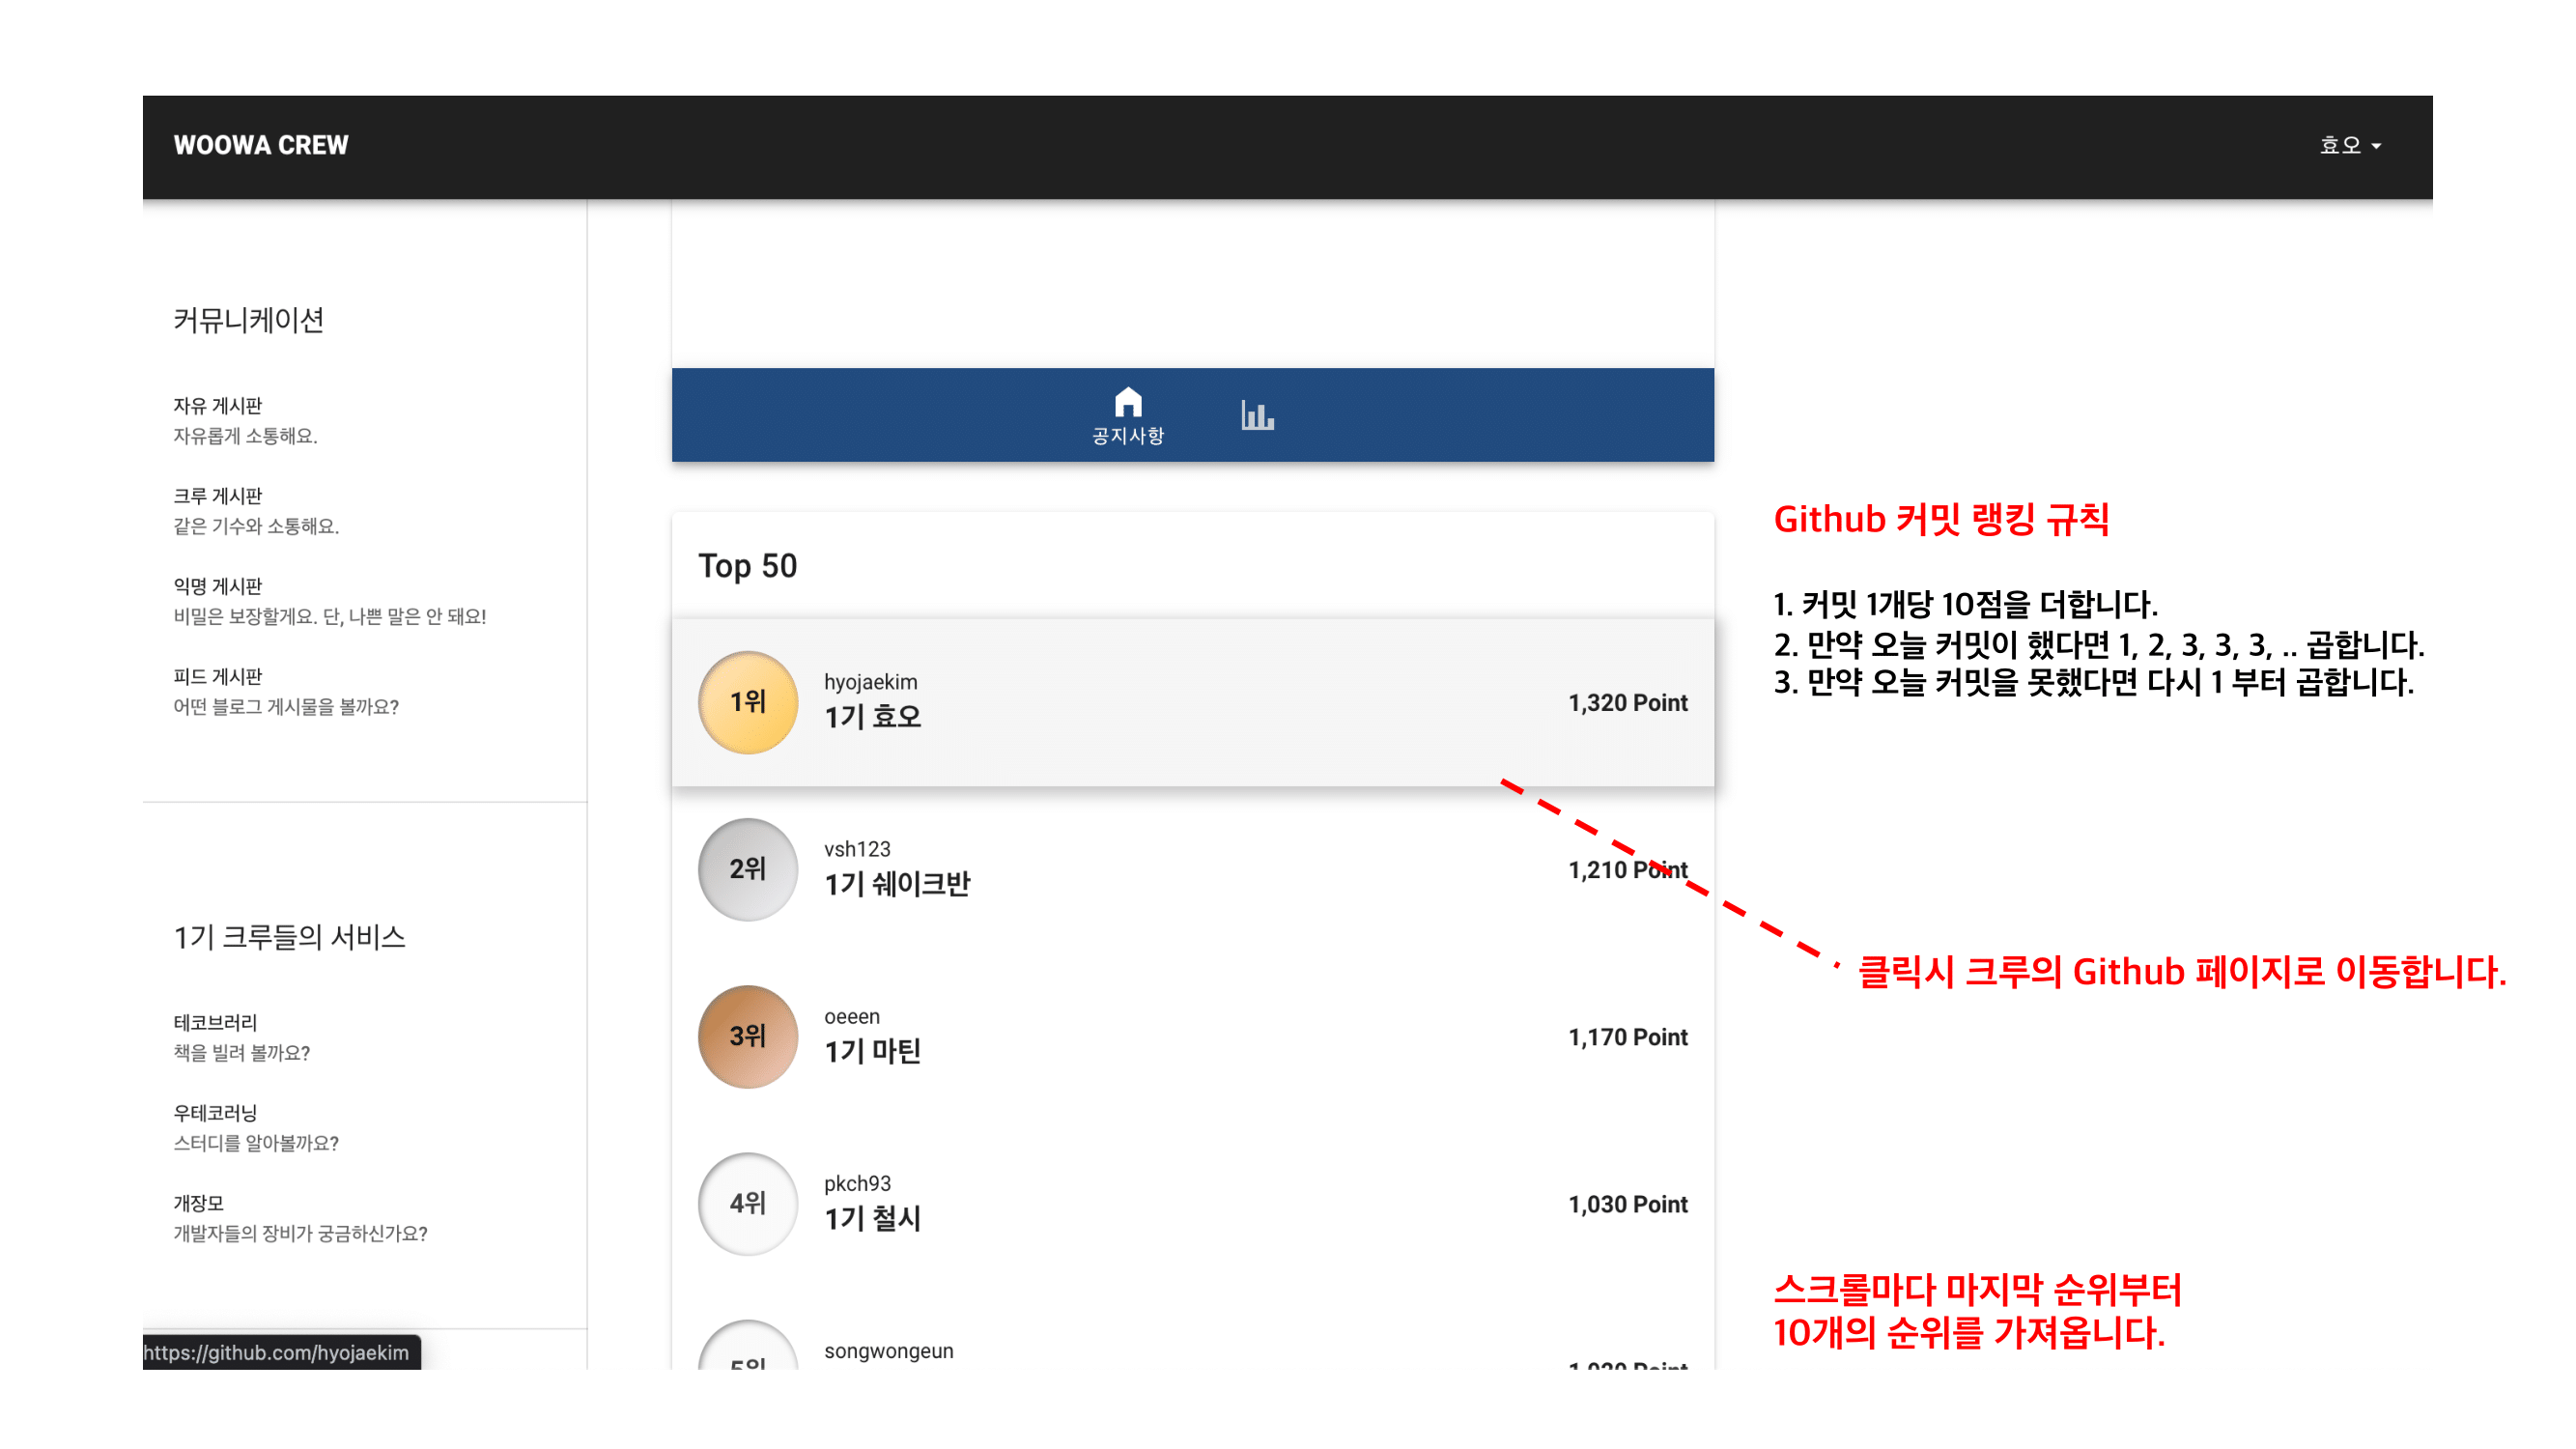 WOOWA CREW
효오
커뮤니케이션
자유 게시판
자유롭게 소통해요.
크루 게시판
같은 기수와 소통해요.
익명 게시판
비밀은 보장할게요. 단, 나쁜 말은 안 돼요!
피드 게시판
어떤 블로그 게시물을 볼까요?
1기 크루들의 서비스
테코브러리
책을 빌려 볼까요?
우테코러닝
스터디를 알아볼까요?
개장모
개발자들의 장비가 궁금하신가요?
https://github.com/hyojaekim
공지사항
Top 50
1위
hyojaekim
1기 효오
1,320 Point
2위
vsh123
1기 쉐이크반
1,210 Point
3위
oeeen
1기 마틴
1,170 Point
4위
pkch93
1기 철시
1,030 Point
5위
songwongeun
Github 커밋 랭킹 규칙
1. 커밋 1개당 10점을 더합니다.
2. 만약 오늘 커밋이 했다면 1, 2, 3, 3, 3, .. 곱합니다.
3. 만약 오늘 커밋을 못했다면 다시 1 부터 곱합니다.
클릭시 크루의 Github 페이지로 이동합니다.
스크롤마다 마지막 순위부터
10개의 순위를 가져옵니다.